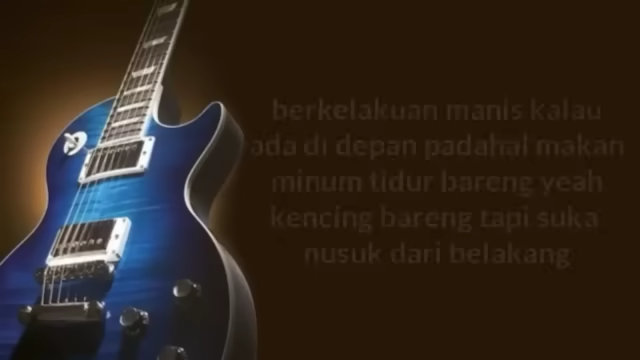 berkelakuan manis kalau
ada di depan padahal makan
minum tidur bareng yeah
kencing bareng tapi suka
nusuk dari belakang